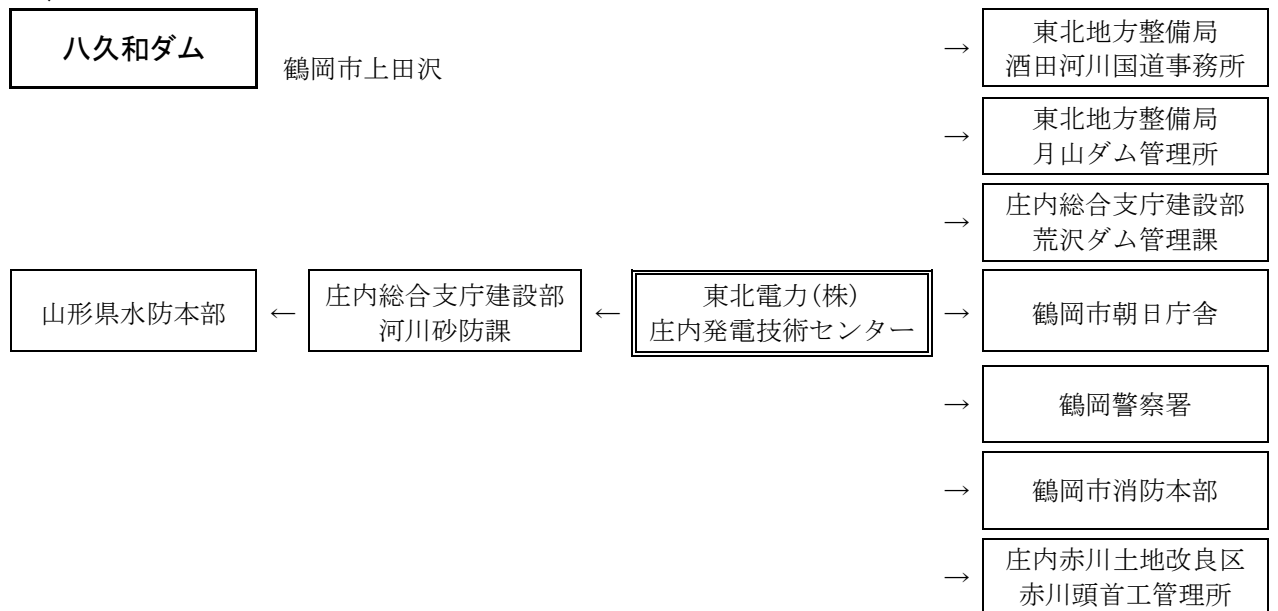 八久和ダム
鶴岡市上田沢
→
東北地方整備局
酒田河川国道事務所
→
東北地方整備局
月山ダム管理所
→
庄内総合支庁建設部
荒沢ダム管理課
山形県水防本部
←
庄内総合支庁建設部
河川砂防課
←
東北電力(株)
庄内発電技術センター
→
鶴岡市朝日庁舎
→
鶴岡警察署
→
鶴岡市消防本部
→
庄内赤川土地改良区
赤川頭首工管理所